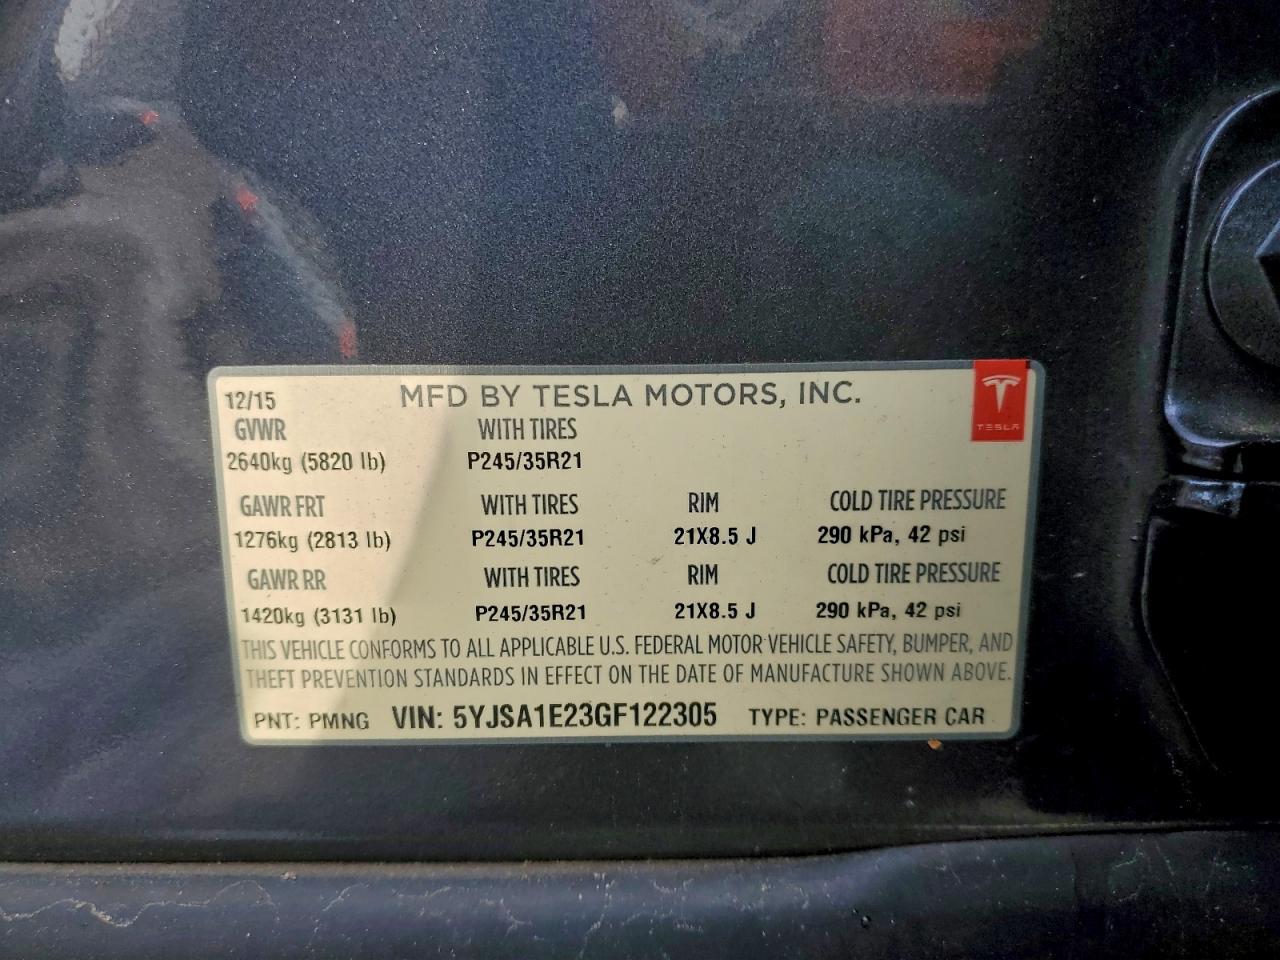 12/15 MFD BY TESLA MOTORS, INC.
TESLA
GVWR WITH TIRES
2640kg (5820 lb) P245/35R21
GAWR FRT WITH TIRES RIM COLD TIRE PRESSURE
1276kg (2813 lb) P245/35R21 21X8.5 J 290 kPa, 42 psi
GAWR RR WITH TIRES RIM COLD TIRE PRESSURE
1420kg (3131 lb) P245/35R21 21X8.5 J 290 kPa, 42 psi
THIS VEHICLE CONFORMS TO ALL APPLICABLE U.S. FEDERAL MOTOR VEHICLE SAFETY, BUMPER, AND
THEFT PREVENTION STANDARDS IN EFFECT ON THE DATE OF MANUFACTURE SHOWN ABOVE.
PNT: PMNG VIN: 5YJSA1E23GF122305 TYPE: PASSENGER CAR